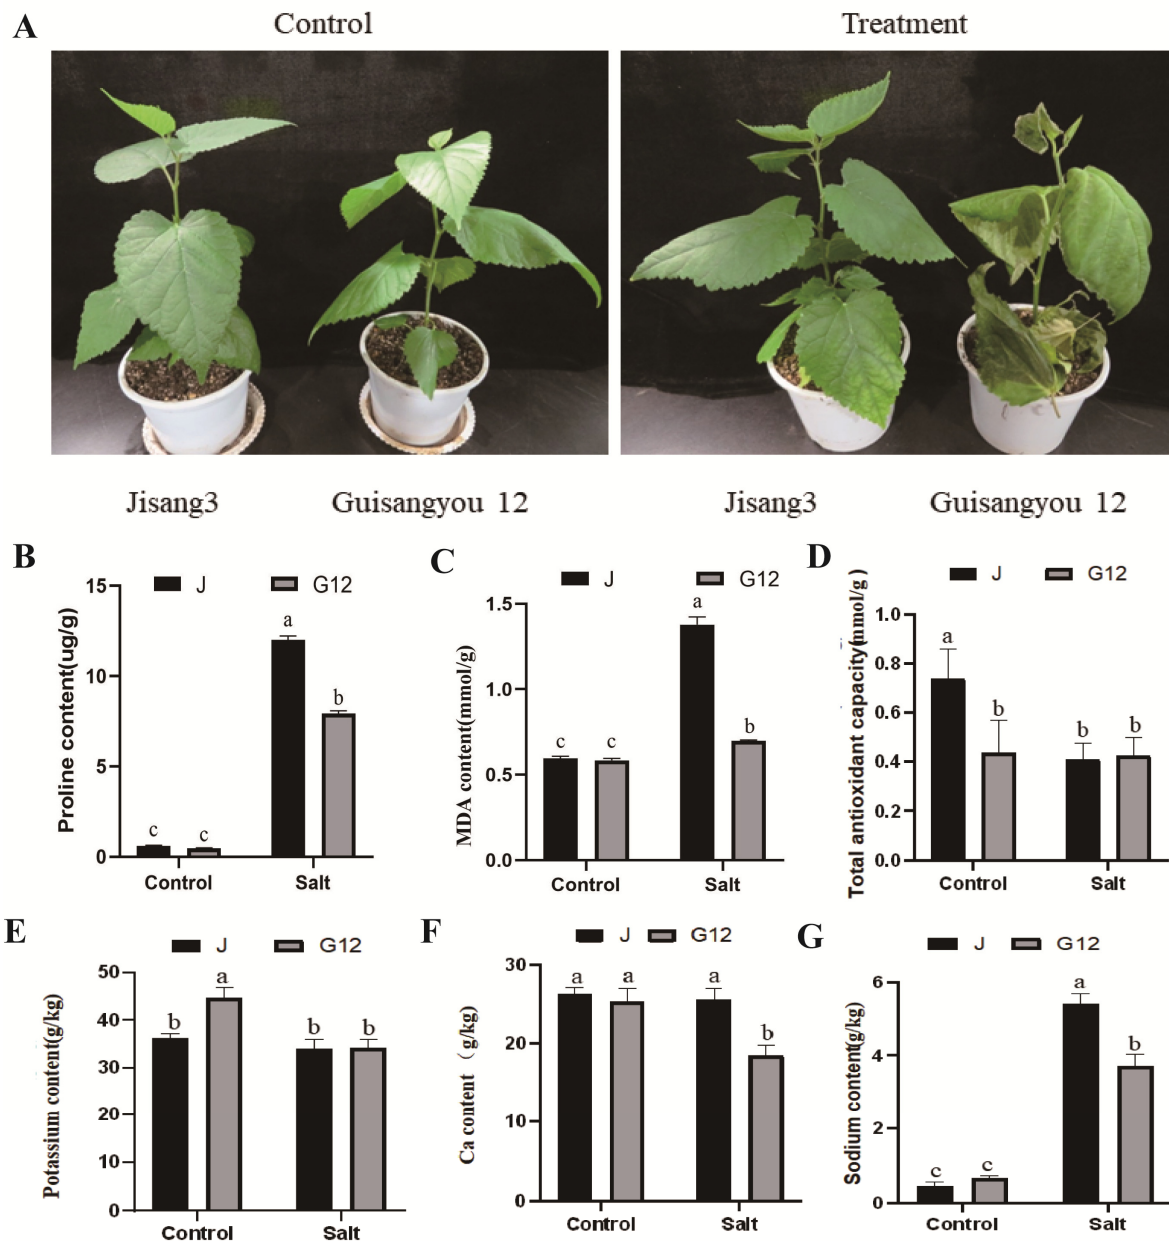 A
Control
Treatment
Jisang3
Guisangyou 12
Jisang3
Guisangyou 12
B
J
G12
Proline content(ug/g)
15
10
5
0
c
c
a
b
Control
Salt
C
J
G12
MDA content(mmol/g)
1.5
1.0
0.5
0.0
c
c
a
b
Control
Salt
D
J
G12
Total antioxidant capacity(nmol/g )
1.0
0.8
0.6
0.4
0.2
0.0
a
b
b
b
Control
Salt
E
J
G12
Potassium content(g/kg)
50
40
30
20
10
0
b
a
b
b
Control
Salt
F
J
G12
Ca content （g/kg)
30
20
10
0
a
a
a
b
Control
Salt
G
J
G12
Sodium content(g/kg)
6
4
2
0
c
c
a
b
Control
Salt